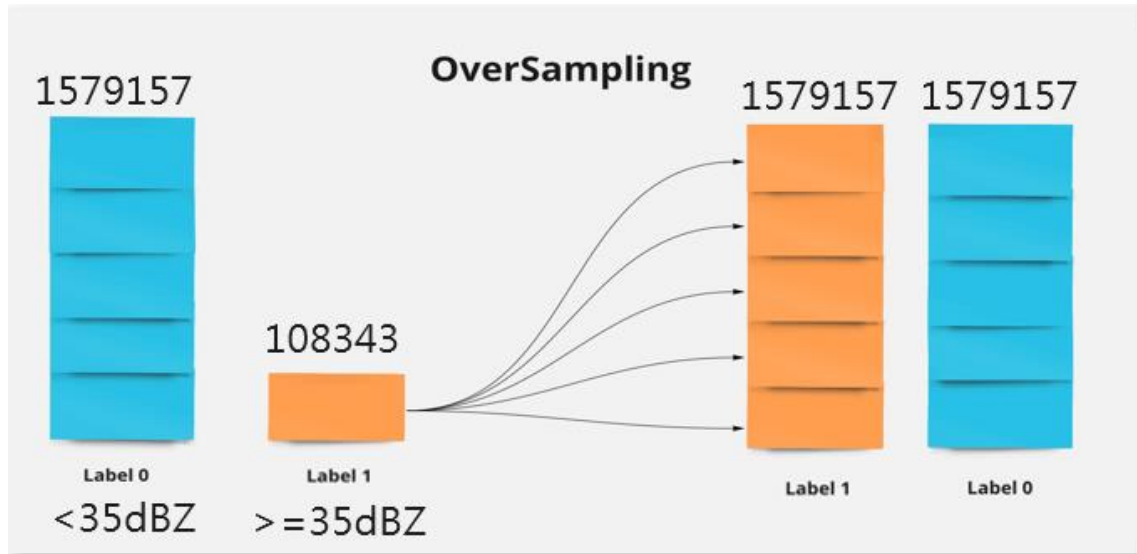 OverSampling
1579157
1579157 1579157
108343
Label 0
Label 1
Label 1
Label 0
<35dBZ
>=35dBZ